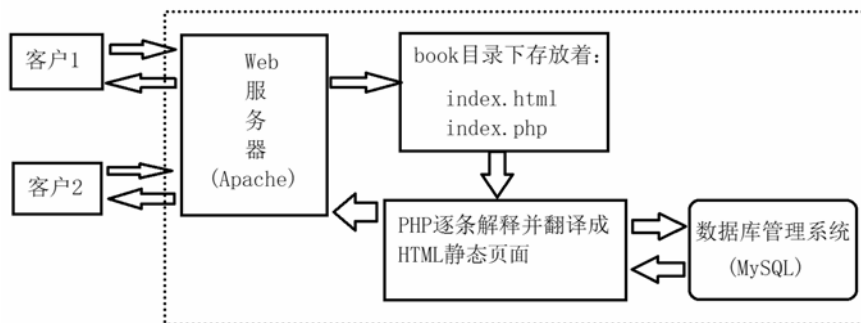 客户1
客户2
Web
服
务
器
(Apache)
book目录下存放着：
index.html
index.php
PHP逐条解释并翻译成
HTML静态页面
数据库管理系统
(MySQL)